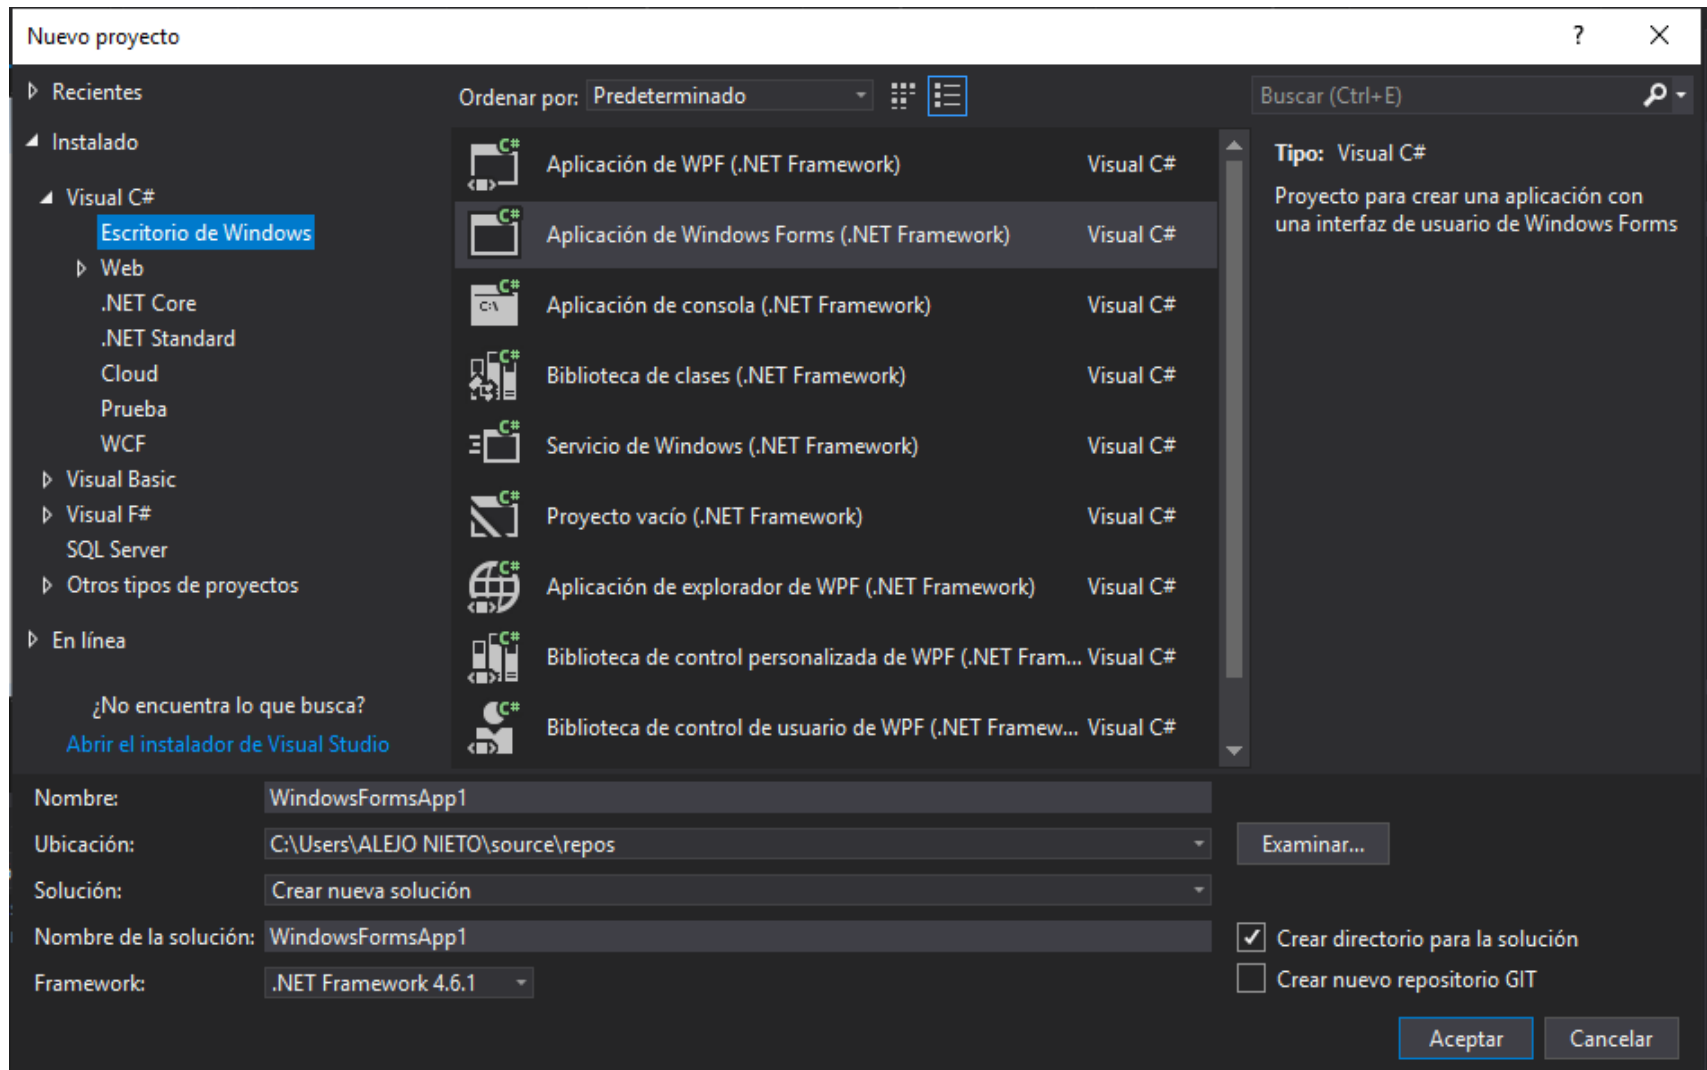 Nuevo proyecto
?
Recientes
Instalado
Visual C#
Escritorio de Windows
Web
.NET Core
.NET Standard
Cloud
Prueba
WCF
Visual Basic
Visual F#
SQL Server
Otros tipos de proyectos
En línea
¿No encuentra lo que busca?
Abrir el instalador de Visual Studio
Ordenar por: Predeterminado
Aplicación de WPF (.NET Framework) Visual C#
Aplicación de Windows Forms (.NET Framework) Visual C#
Aplicación de consola (.NET Framework) Visual C#
Biblioteca de clases (.NET Framework) Visual C#
Servicio de Windows (.NET Framework) Visual C#
Proyecto vacío (.NET Framework) Visual C#
Aplicación de explorador de WPF (.NET Framework) Visual C#
Biblioteca de control personalizada de WPF (.NET Fram... Visual C#
Biblioteca de control de usuario de WPF (.NET Framew... Visual C#
Buscar (Ctrl+E)
Tipo: Visual C#
Proyecto para crear una aplicación con
una interfaz de usuario de Windows Forms
Nombre: WindowsFormsApp1
Ubicación: C:\Users\ALEJO NIETO\source\repos
Examinar...
Solución: Crear nueva solución
Nombre de la solución: WindowsFormsApp1
Crear directorio para la solución
Framework: .NET Framework 4.6.1
Crear nuevo repositorio GIT
Aceptar
Cancelar